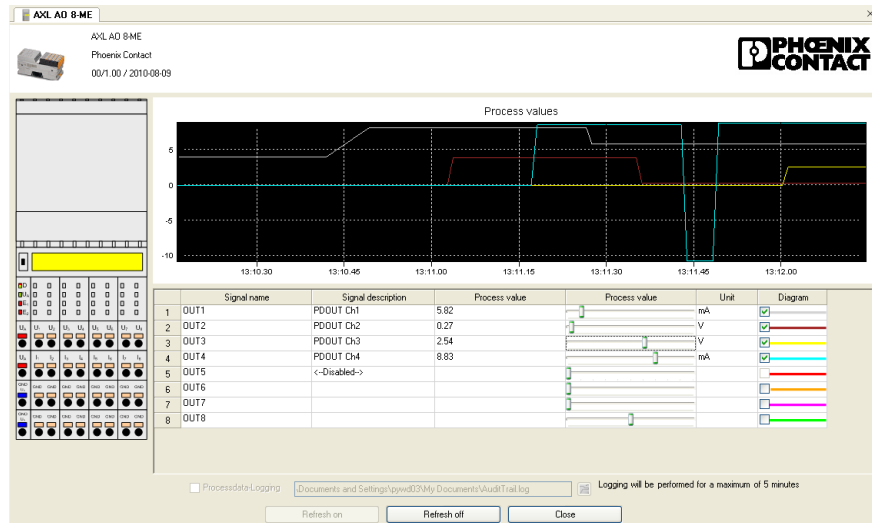 AXL AO 8-ME
AXL AO 8-ME
Phoenix Contact
00/1.00 / 2010-08-09
PHŒNIX
CONTACT
Process values
5
0
-5
-10
13:10.30 13:10.45 13:11.00 13:11.15 13:11.30 13:11.45 13:12.00
Signal name Signal description Process value Process value Unit Diagram
1 OUT1 PDOUT Ch1 5.82 mA
2 OUT2 PDOUT Ch2 0.27 V
3 OUT3 PDOUT Ch3 2.54 V
4 OUT4 PDOUT Ch4 8.83 mA
5 OUT5 <--Disabled-->
6 OUT6
7 OUT7
8 OUT8
Processdata-Logging \Documents and Settings\pywd03\My Documents\AuditTrail.log Logging will be performed for a maximum of 5 minutes
Refresh on Refresh off Close